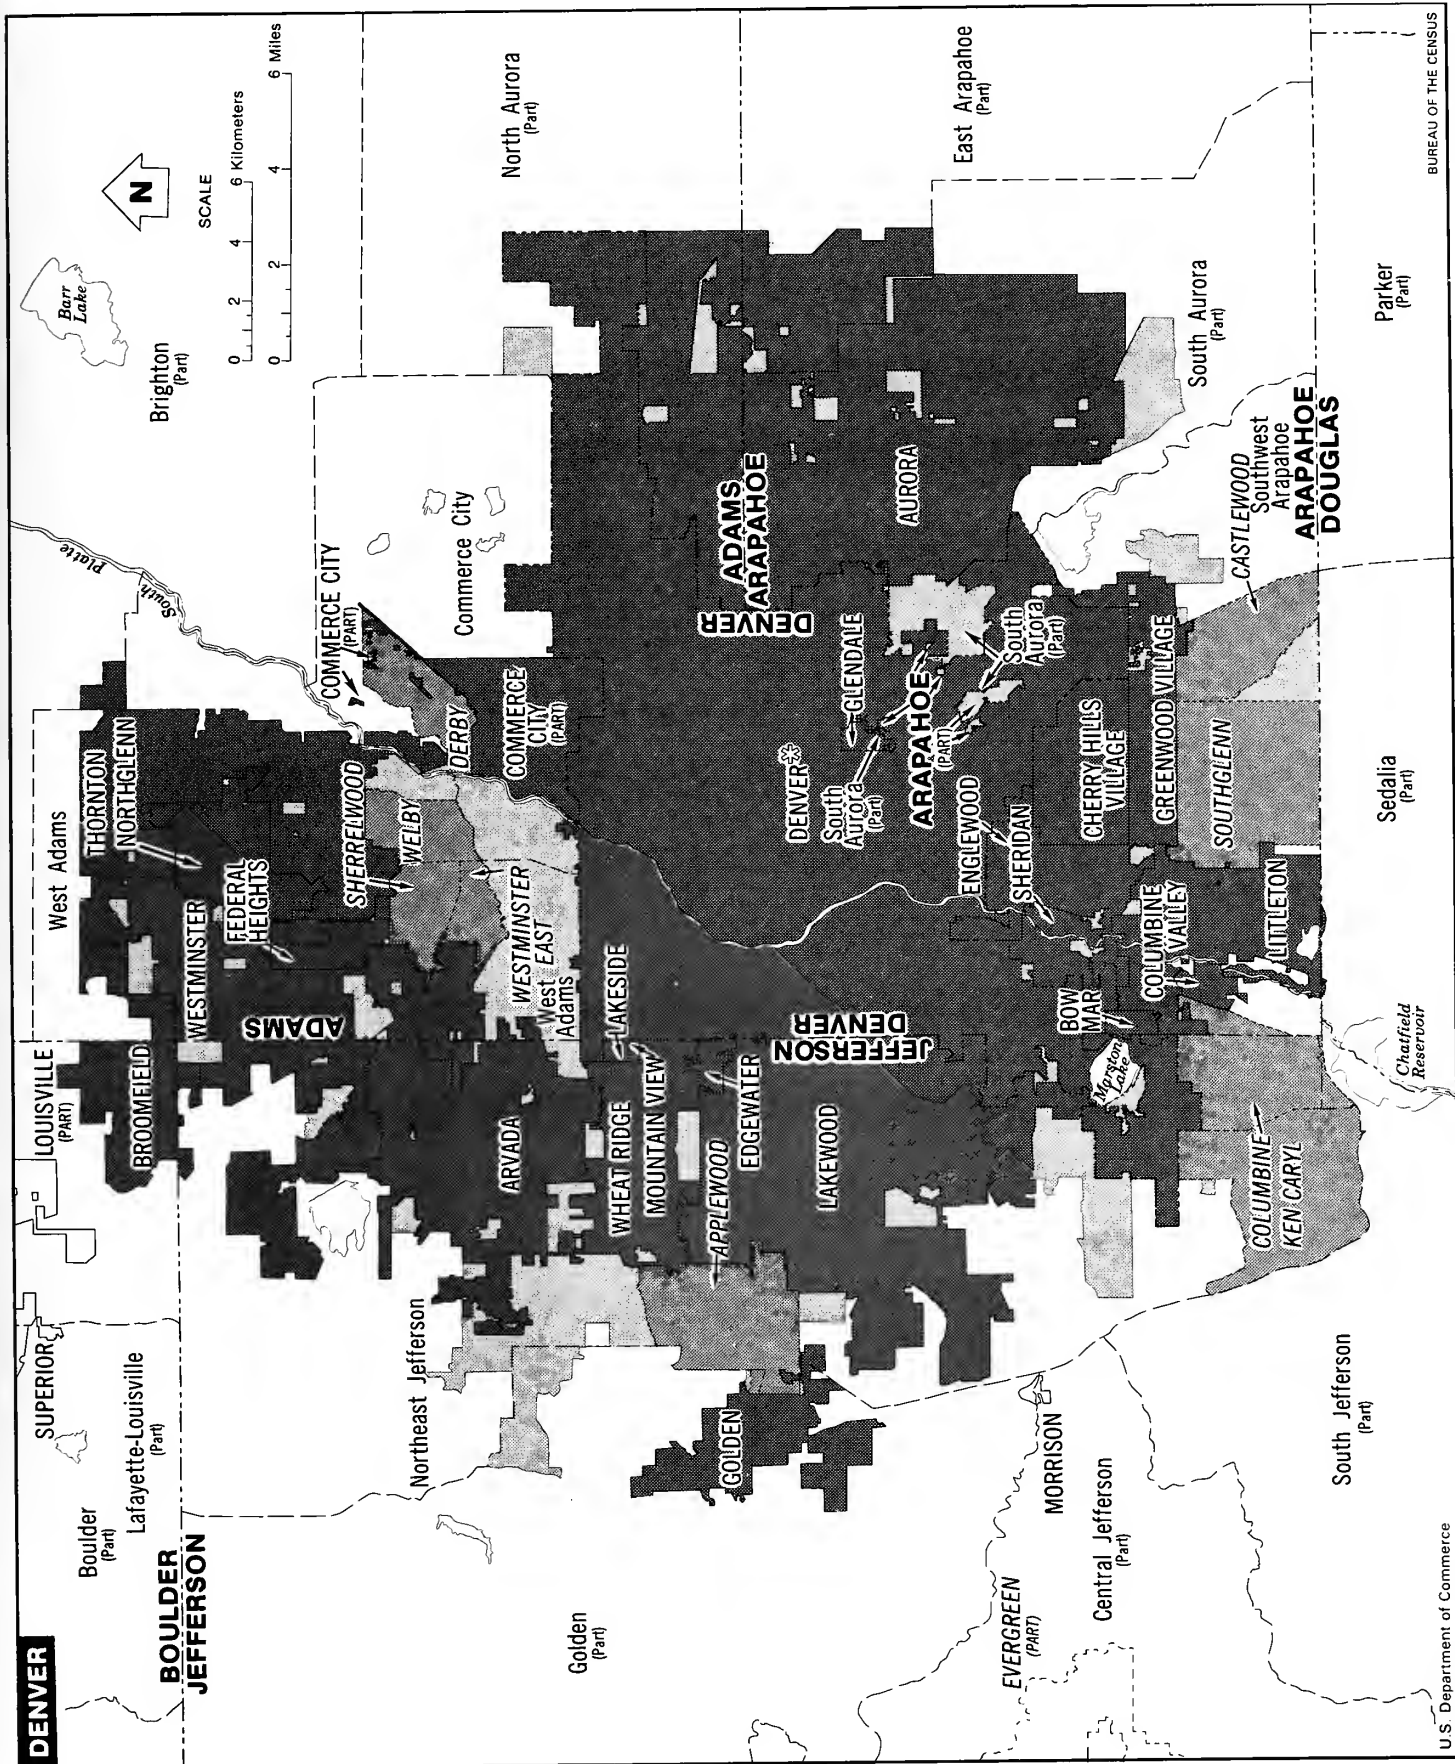 DENVER
SUPERIOR
LOUISVILLE
(PART)
West Adams
Boulder
(Part)
THORNTON
NORTHGLENN
Barr
Lake
Lafayette-Louisville
(Part)
BROOMFIELD
South Platte
N
Brighton
(Part)
BOULDER
JEFFERSON
WESTMINSTER
FEDERAL
HEIGHTS
SCALE
0 2 4 6 Kilometers
0 2 4 6 Miles
ADAMS
COMMERCE CITY
(PART)
SHERRELWOOD
WELBY
DERBY
Commerce City
Northeast Jefferson
ARVADA
WESTMINSTER
EAST
West
Adams
COMMERCE
CITY
(PART)
North Aurora
(Part)
Golden
(Part)
WHEAT RIDGE
LAKESIDE
MOUNTAIN VIEW
APPLEWOOD
GOLDEN
EDGEWATER
ADAMS
ARAPAHOE
DENVER
JEFFERSON
DENVER
DENVER*
LAKEWOOD
South
Aurora
(Part)
GLENDALE
AURORA
ARAPAHOE
(PART)
ENGLEWOOD
East Arapahoe
(Part)
SHERIDAN
South
Aurora
(Part)
EVERGREEN
(PART)
MORRISON
BOW
MAR
CHERRY HILLS
VILLAGE
Marston
Lake
Central Jefferson
(Part)
COLUMBINE
VALLEY
GREENWOOD VILLAGE
South Aurora
(Part)
SOUTHGLENN
CASTLEWOOD
Southwest
Arapahoe
COLUMBINE
KEN CARYL
LITTLETON
ARAPAHOE
DOUGLAS
South Jefferson
(Part)
Sedalia
(Part)
Parker
(Part)
Chatfield
Reservoir
U.S. Department of Commerce
BUREAU OF THE CENSUS